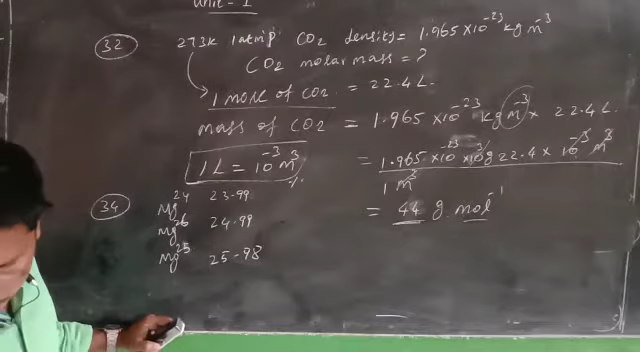 Unit - I
32 273K 1atmp CO2 density = 1.965 ×10^-23 kg m^-3
CO2 molar mass = ?
1 mole of CO2 = 22.4 L.
mass of CO2 = 1.965 ×10^-23 kg m^-3 × 22.4 L
1 L = 10^-3 m^3 = 1.965 ×10^-23 ×10^3 g 22.4 × 10^-3 m^3
1 m^3
34 Mg^24 23.99
= 44 g mol^-1
Mg^26 24.99
Mg^25 25-98